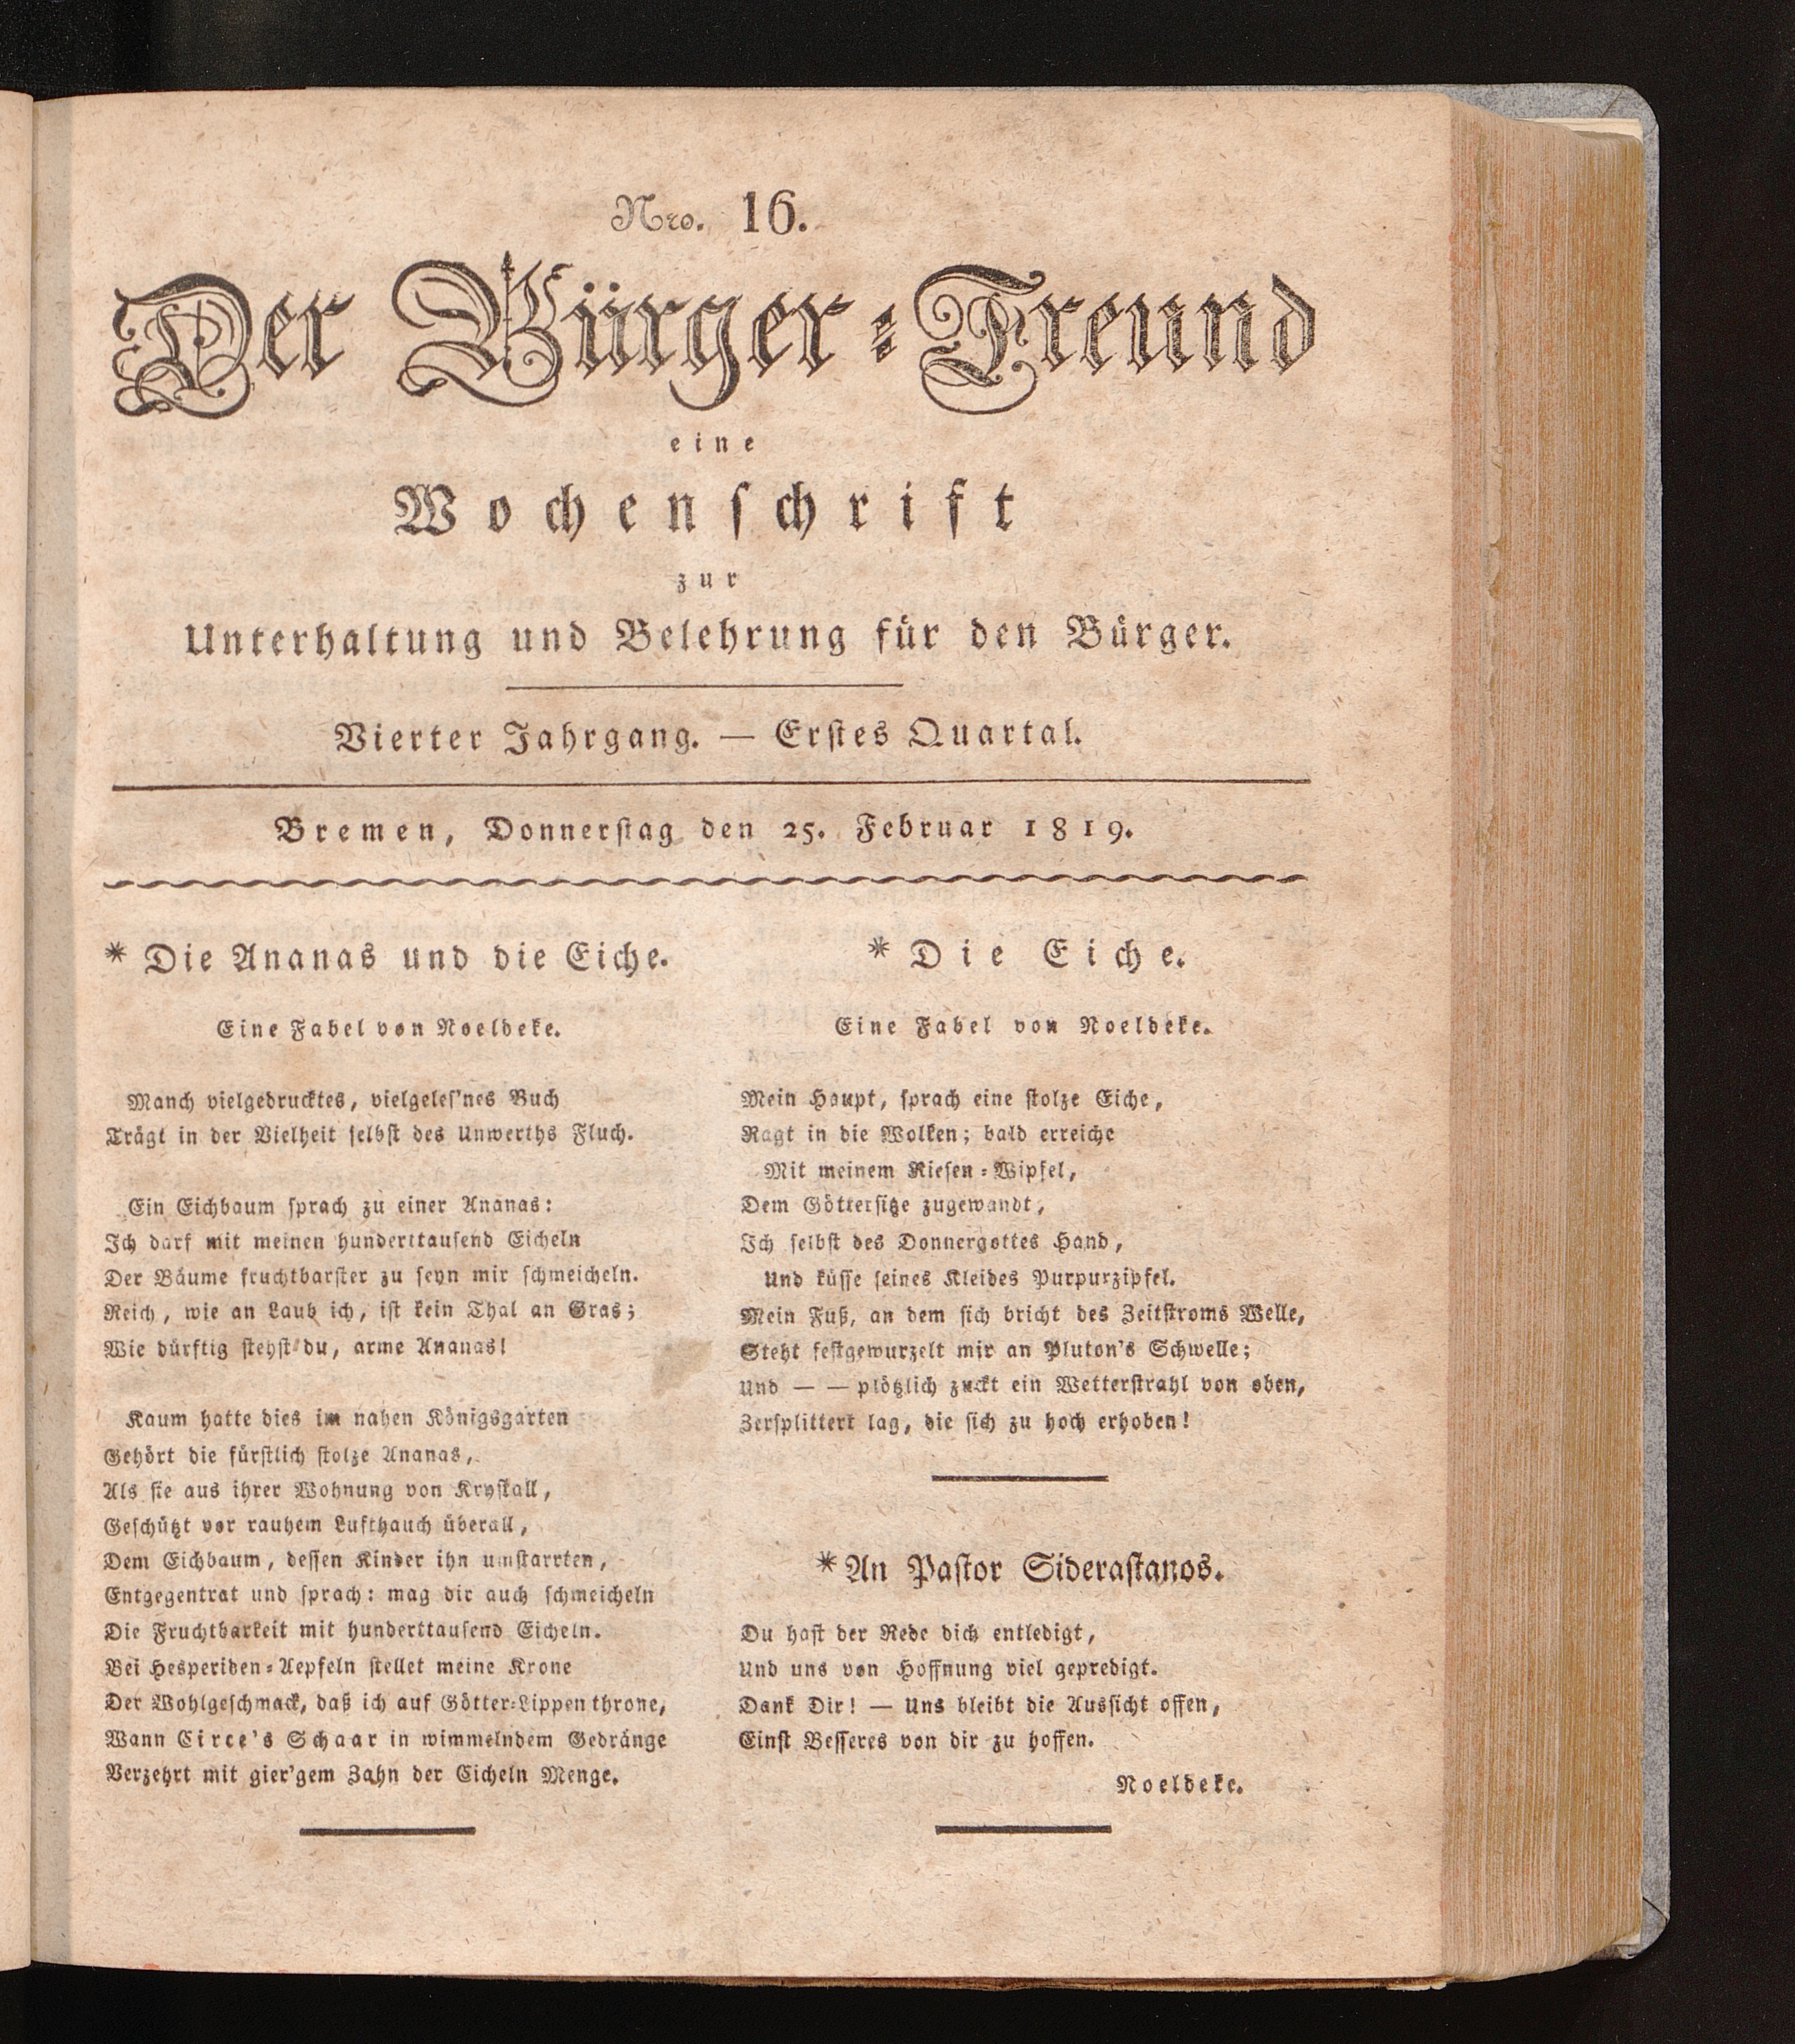 Nro. 16.
Der Bürger-Freund
eine
Wochenschrift
zur
Unterhaltung und Belehrung für den Bürger.
Vierter Jahrgang. — Erstes Quartal.
Bremen, Donnerstag den 25. Februar 1819.
* Die Ananas und die Eiche.
Eine Fabel von Noeldeke.
Manch vielgedrucktes, vielgeles'nes Buch
Trägt in der Vielheit selbst des Unwerths Fluch.
Ein Eichbaum sprach zu einer Ananas:
Ich darf mit meinen hunderttausend Eicheln
Der Bäume fruchtbarster zu seyn mir schmeicheln.
Reich, wie an Laub ich, ist kein Thal an Gras;
Wie dürftig stehst du, arme Ananas!
Kaum hatte dies im nahen Königsgarten
Gehört die fürstlich stolze Ananas,
Als sie aus ihrer Wohnung von Krystall,
Geschützt vor rauhem Lufthauch überall,
Dem Eichbaum, dessen Kinder ihn umstarrten,
Entgegentrat und sprach: mag dir auch schmeicheln
Die Fruchtbarkeit mit hunderttausend Eicheln.
Bei Hesperiden-Aepfeln stellet meine Krone
Der Wohlgeschmack, daß ich auf Götter-Lippen throne,
Wann Circe's Schaar in wimmelndem Gedränge
Verzehrt mit gier'gem Zahn der Eicheln Menge.
* Die Eiche.
Eine Fabel von Noeldeke.
Mein Haupt, sprach eine stolze Eiche,
Ragt in die Wolken; bald erreiche
Mit meinem Riesen-Wipfel,
Dem Göttersitze zugewandt,
Ich selbst des Donnergottes Hand,
Und küsse seines Kleides Purpurzipfel.
Mein Fuß, an dem sich bricht des Zeitstroms Welle,
Steht festgewurzelt mir an Pluton's Schwelle;
Und — — plötzlich zuckt ein Wetterstrahl von oben,
Zersplittert lag, die sich zu hoch erhoben!
* An Pastor Siderastanos.
Du hast der Rede dich entledigt,
Und uns von Hoffnung viel gepredigt.
Dank Dir! — Uns bleibt die Aussicht offen,
Einst Besseres von dir zu hoffen.
Noeldeke.